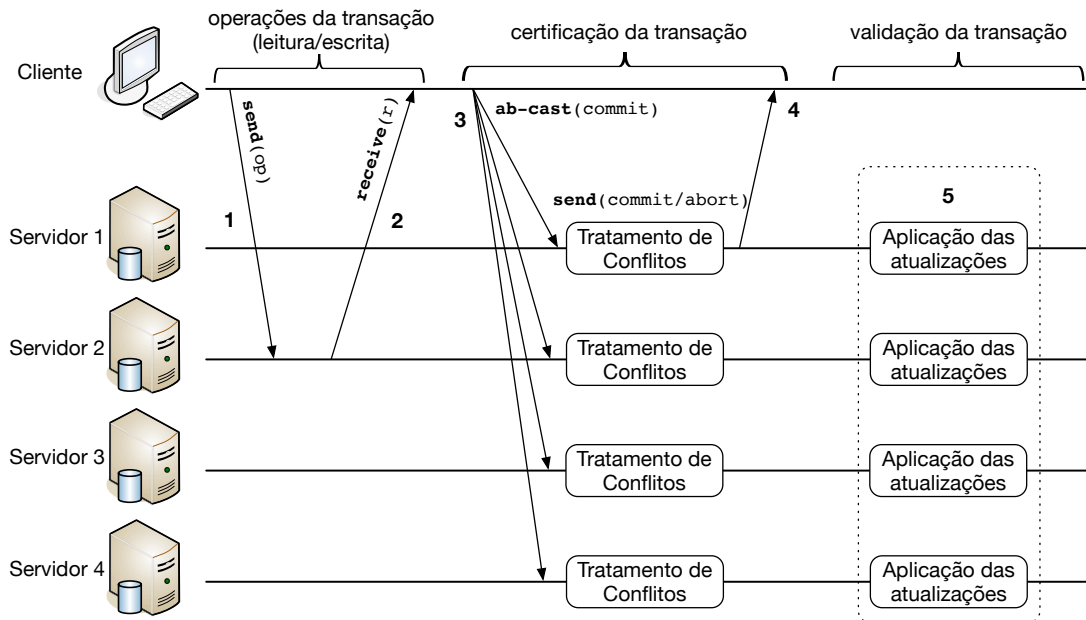 operações da transação
(leitura/escrita)
certificação da transação
validação da transação
Cliente
send(op)
receive(r)
3
ab-cast(commit)
4
1
2
send(commit/abort)
5
Servidor 1
Tratamento de
Conflitos
Aplicação das
atualizações
Servidor 2
Tratamento de
Conflitos
Aplicação das
atualizações
Servidor 3
Tratamento de
Conflitos
Aplicação das
atualizações
Servidor 4
Tratamento de
Conflitos
Aplicação das
atualizações